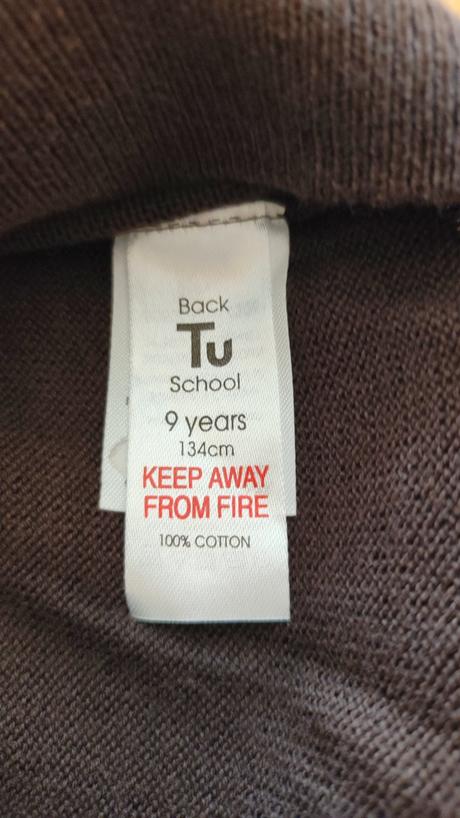 Back
Tu
School
9 years
134cm
KEEP AWAY
FROM FIRE
100% COTTON